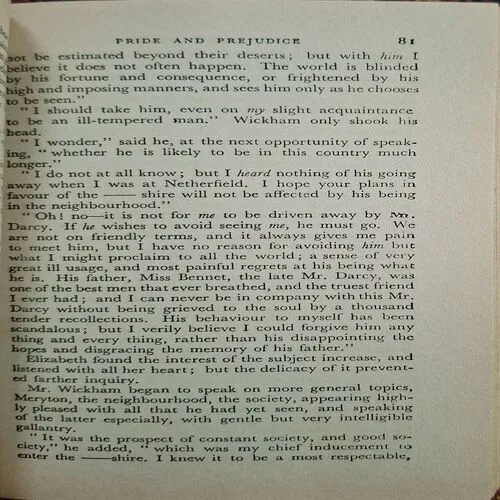 PRIDE AND PREJUDICE 81
not be estimated beyond their deserts; but with him I
believe it does not often happen. The world is blinded
by his fortune and consequence, or frightened by his
high and imposing manners, and sees him only as he chooses
to be seen."
"I should take him, even on my slight acquaintance
to be an ill-tempered man." Wickham only shook his
head.
"I wonder," said he, at the next opportunity of speak-
ing, "whether he is likely to be in this country much
longer."
"I do not at all know; but I heard nothing of his going
away when I was at Netherfield. I hope your plans in
favour of the ——shire will not be affected by his being
in the neighbourhood."
"Oh! no—it is not for me to be driven away by Mr.
Darcy. If he wishes to avoid seeing me, he must go. We
are not on friendly terms, and it always gives me pain
to meet him, but I have no reason for avoiding him but
what I might proclaim to all the world; a sense of very
great ill usage, and most painful regrets at his being what
he is. His father, Miss Bennet, the late Mr. Darcy, was
one of the best men that ever breathed, and the truest friend
I ever had; and I can never be in company with this Mr.
Darcy without being grieved to the soul by a thousand
tender recollections. His behaviour to myself has been
scandalous; but I verily believe I could forgive him any
thing and every thing, rather than his disappointing the
hopes and disgracing the memory of his father."
Elizabeth found the interest of the subject increase, and
listened with all her heart; but the delicacy of it prevent-
ed farther inquiry.
Mr. Wickham began to speak on more general topics,
Meryton, the neighbourhood, the society, appearing high-
ly pleased with all that he had yet seen, and speaking
of the latter especially, with gentle but very intelligible
gallantry.
"It was the prospect of constant society, and good so-
ciety," he added, "which was my chief inducement to
enter the ——shire. I knew it to be a most respectable,